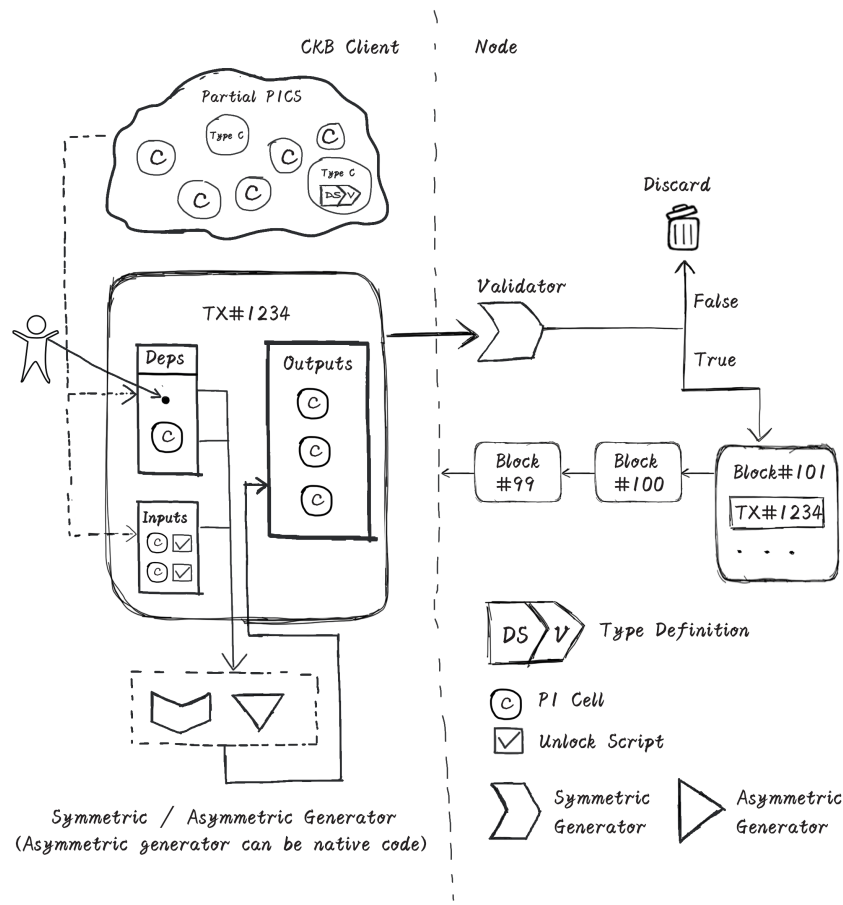 CKB Client
Node
Partial P1CS
C
Type C
C
C
Type C
DS V
C
C
Discard
Validator
False
True
TX#1234
Deps
C
Outputs
C
C
C
Inputs
C
C
Block
#99
Block
#100
Block#101
TX#1234
. . .
DS V
Type Definition
C
P1 Cell
Unlock Script
Symmetric
Generator
Asymmetric
Generator
Symmetric / Asymmetric Generator
(Asymmetric generator can be native code)